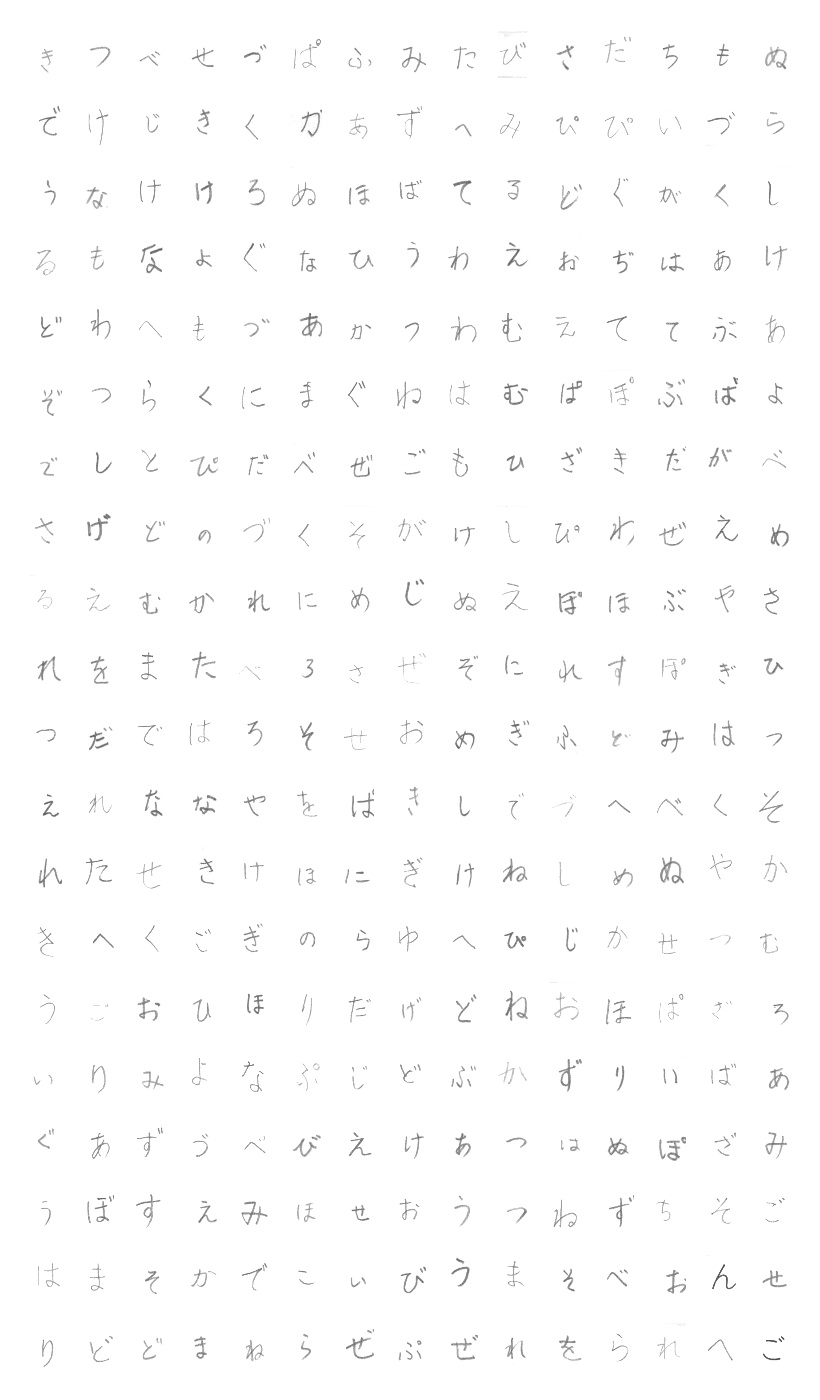 きつべせづぱふみたびさだちもぬ
でけじきくカあずへみぴぴいづら
うなけけろぬほばてるどぐがくし
るもなよぐなひうわえおぢはあけ
どわへもづあかつわむえててぶあ
ぞつらくにまぐねはむぱぽぶばよ
でしとぴだべぜごもひざきだがべ
さげどのづくそがけしぴわぜえめ
るえむかれにめじぬえぽほぶやさ
れをまたべろさぜぞにれすぽぎひ
つだではろそせおめぎふどみはつ
えれななやをばきしでづへべくそ
れたせきけほにぎけねしめぬやか
きへくごぎのらゆへぴじかせつむ
うごおひほりだげどねおほぱざろ
いりみよなぷじどぶかずりいばあ
ぐあずづべびえけあつはぬぽざみ
うぼすえみほせおうつねずちそご
はまそかでこいびうまそべおんせ
りどどまねらぜぷぜれをられへご